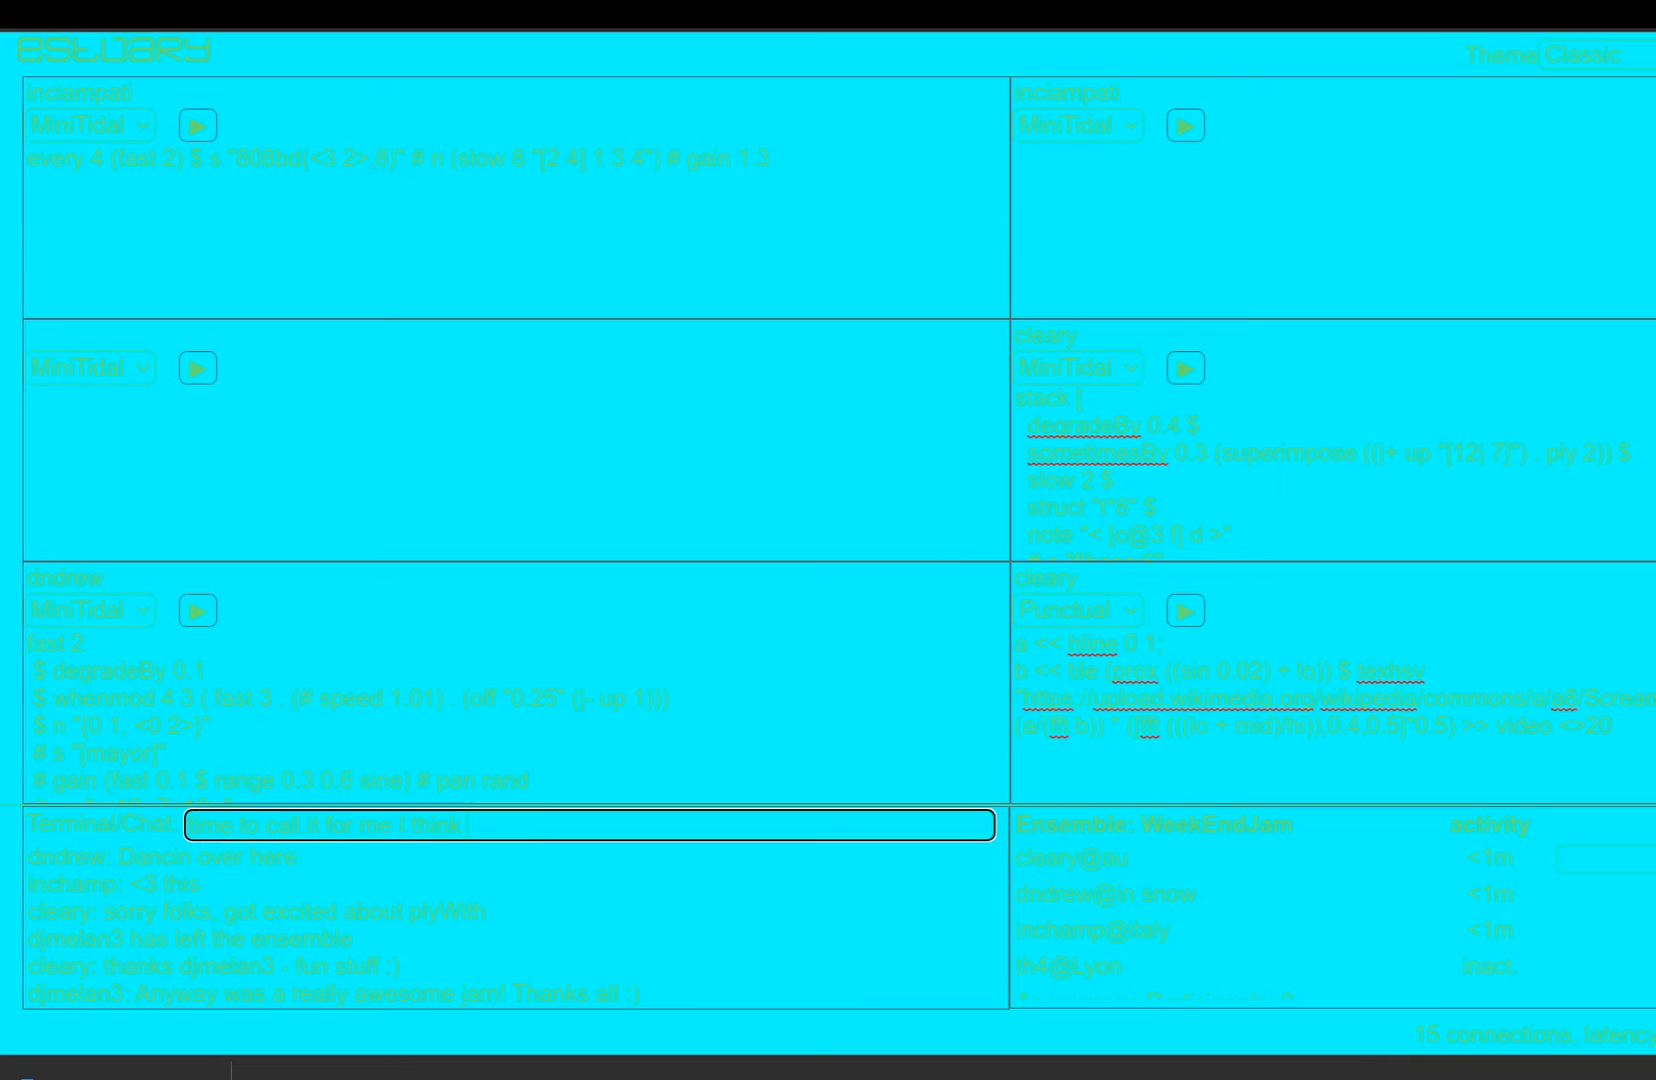 estuary
Theme Classic
inciampati
MiniTidal
every 4 (fast 2) $ s "808bd(<3 2>,8)" # n (slow 8 "[2 4] 1 3 4") # gain 1.3
inciampati
MiniTidal
MiniTidal
cleary
MiniTidal
stack [
degradeBy 0.4 $
sometimesBy 0.3 (superimpose ((|+ up "[12| 7]") . ply 2)) $
slow 2 $
struct "t*8" $
note "< [c@3 f] d >"
dndrew
MiniTidal
fast 2
$ degradeBy 0.1
$ whenmod 4 3 ( fast 3 . (# speed 1.01) . (off "0.25" (|- up 1)))
$ n "{0 1, <0 2>}"
# s "[mayor]"
# gain (fast 0.1 $ range 0.3 0.6 sine) # pan rand
cleary
Punctual
a << hline 0 1;
b << tile (prox ((sin 0.02) + lo)) $ texhsv
"https://upload.wikimedia.org/wikipedia/commons/a/a6/Scream
(a/(fft b)) * ([fft (((lo + mid)/hi)),0.4,0.5]*0.5) >> video <>20
Terminal/Chat: time to call it for me I think
dndrew: Dancin over here
inchamp: <3 this
cleary: sorry folks, got excited about plyWith
djmelan3 has left the ensemble
cleary: thanks djmelan3 - fun stuff :)
djmelan3: Anyway was a really awesome jam! Thanks all :)
Ensemble: WeekEndJam activity
cleary@au <1m
dndrew@in snow <1m
inchamp@italy <1m
th4@Lyon inact.
15 connections, latency